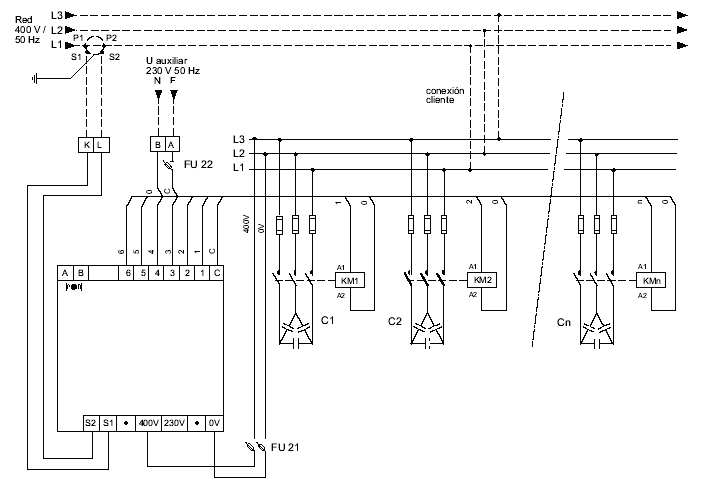 Red
400 V /
50 Hz
L3
L2
L1
P1 P2
S1 S2
U auxiliar
230 V 50 Hz
N F
conexión
cliente
K L
B A
FU 22
L3
L2
L1
0 C
6 5 4 3 2 1 C
400V 0V
1 0
2 0
n 0
A B 6 5 4 3 2 1 C
A1
KM1
A2
A1
KM2
A2
A1
KMn
A2
C1
C2
Cn
S2 S1 • 400V 230V • 0V
FU 21